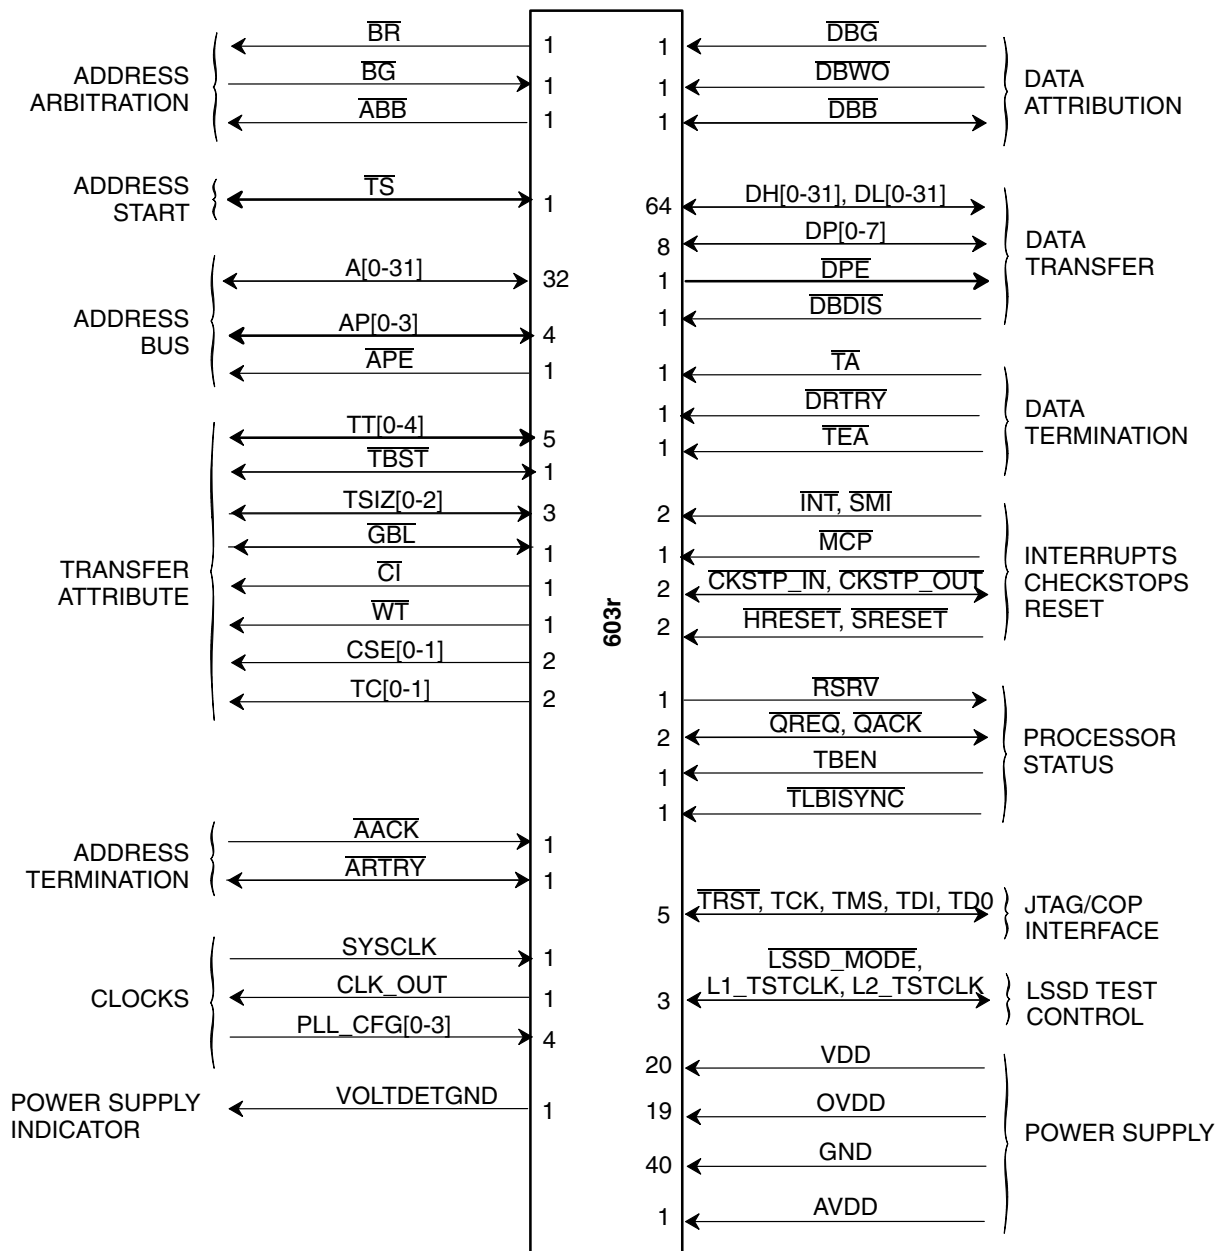 ADDRESS
ARBITRATION
BR 1
BG 1
ABB 1
ADDRESS
START
TS 1
ADDRESS
BUS
A[0-31] 32
AP[0-3] 4
APE 1
TRANSFER
ATTRIBUTE
TT[0-4] 5
TBST 1
TSIZ[0-2] 3
GBL 1
CI 1
WT 1
CSE[0-1] 2
TC[0-1] 2
ADDRESS
TERMINATION
AACK 1
ARTRY 1
CLOCKS
SYSCLK 1
CLK_OUT 1
PLL_CFG[0-3] 4
POWER SUPPLY
INDICATOR
VOLTDETGND 1
603r
1 DBG
1 DBWO
1 DBB
DATA
ATTRIBUTION
64 DH[0-31], DL[0-31]
8 DP[0-7]
1 DPE
1 DBDIS
DATA
TRANSFER
1 TA
1 DRTRY
1 TEA
DATA
TERMINATION
2 INT, SMI
1 MCP
2 CKSTP_IN, CKSTP_OUT
2 HRESET, SRESET
INTERRUPTS
CHECKSTOPS
RESET
1 RSRV
2 QREQ, QACK
1 TBEN
1 TLBISYNC
PROCESSOR
STATUS
5 TRST, TCK, TMS, TDI, TD0
JTAG/COP
INTERFACE
LSSD_MODE,
3 L1_TSTCLK, L2_TSTCLK
LSSD TEST
CONTROL
20 VDD
19 OVDD
40 GND
1 AVDD
POWER SUPPLY